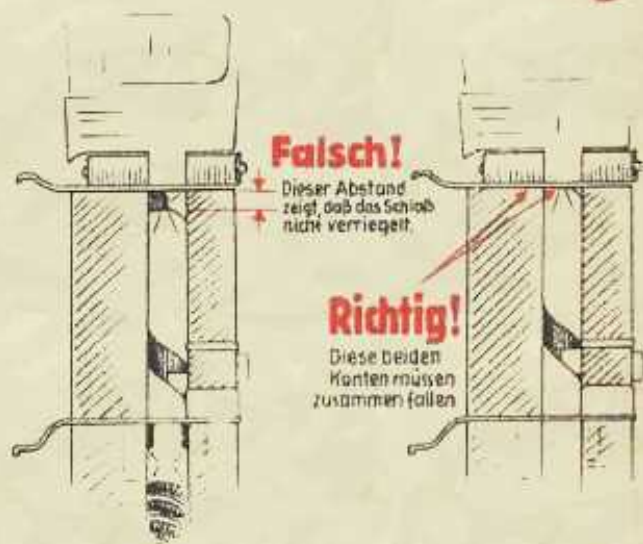 Falsch!
Dieser Abstand
zeigt, daß das Schloß
nicht verriegelt
Richtig!
Diese beiden
Kanten müssen
zusammen fallen